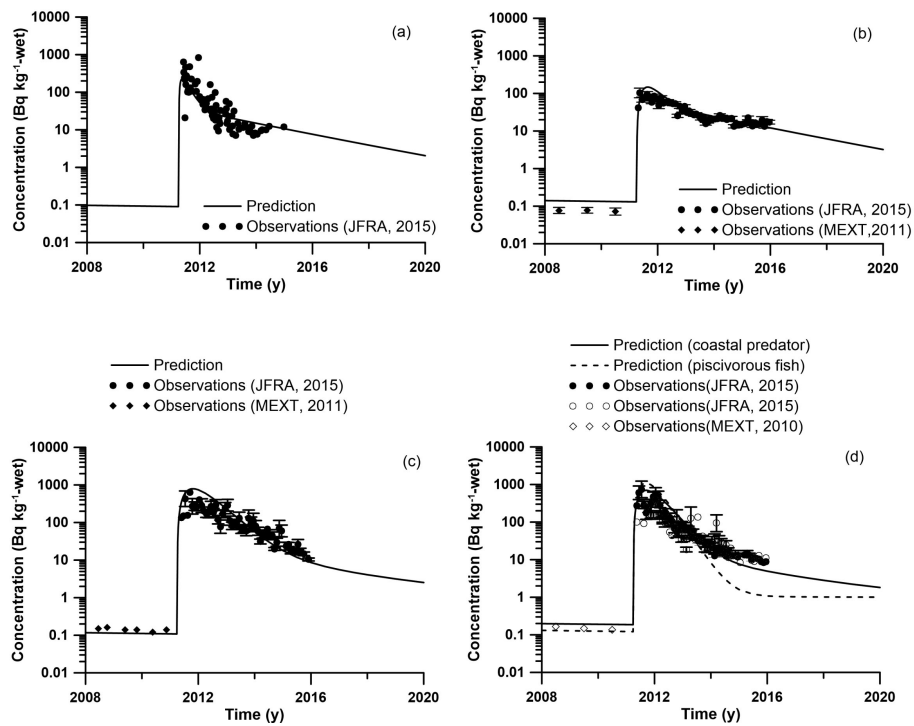 (a)
Concentration (Bq kg⁻¹-wet)
10000
1000
100
10
1
0.1
0.01
Prediction
Observations (JFRA, 2015)
2008 2012 2016 2020
Time (y)
(b)
Concentration (Bq kg⁻¹-wet)
10000
1000
100
10
1
0.1
0.01
Prediction
Observations (JFRA, 2015)
Observations (MEXT,2011)
2008 2012 2016 2020
Time (y)
Prediction
Observations (JFRA, 2015)
Observations (MEXT, 2011)
(c)
Concentration (Bq kg⁻¹-wet)
10000
1000
100
10
1
0.1
0.01
2008 2012 2016 2020
Time (y)
Prediction (coastal predator)
Prediction (piscivorous fish)
Observations(JFRA, 2015)
Observations(JFRA, 2015)
Observations(MEXT, 2010)
(d)
Concentration (Bq kg⁻¹-wet)
10000
1000
100
10
1
0.1
0.01
2008 2012 2016 2020
Time (y)